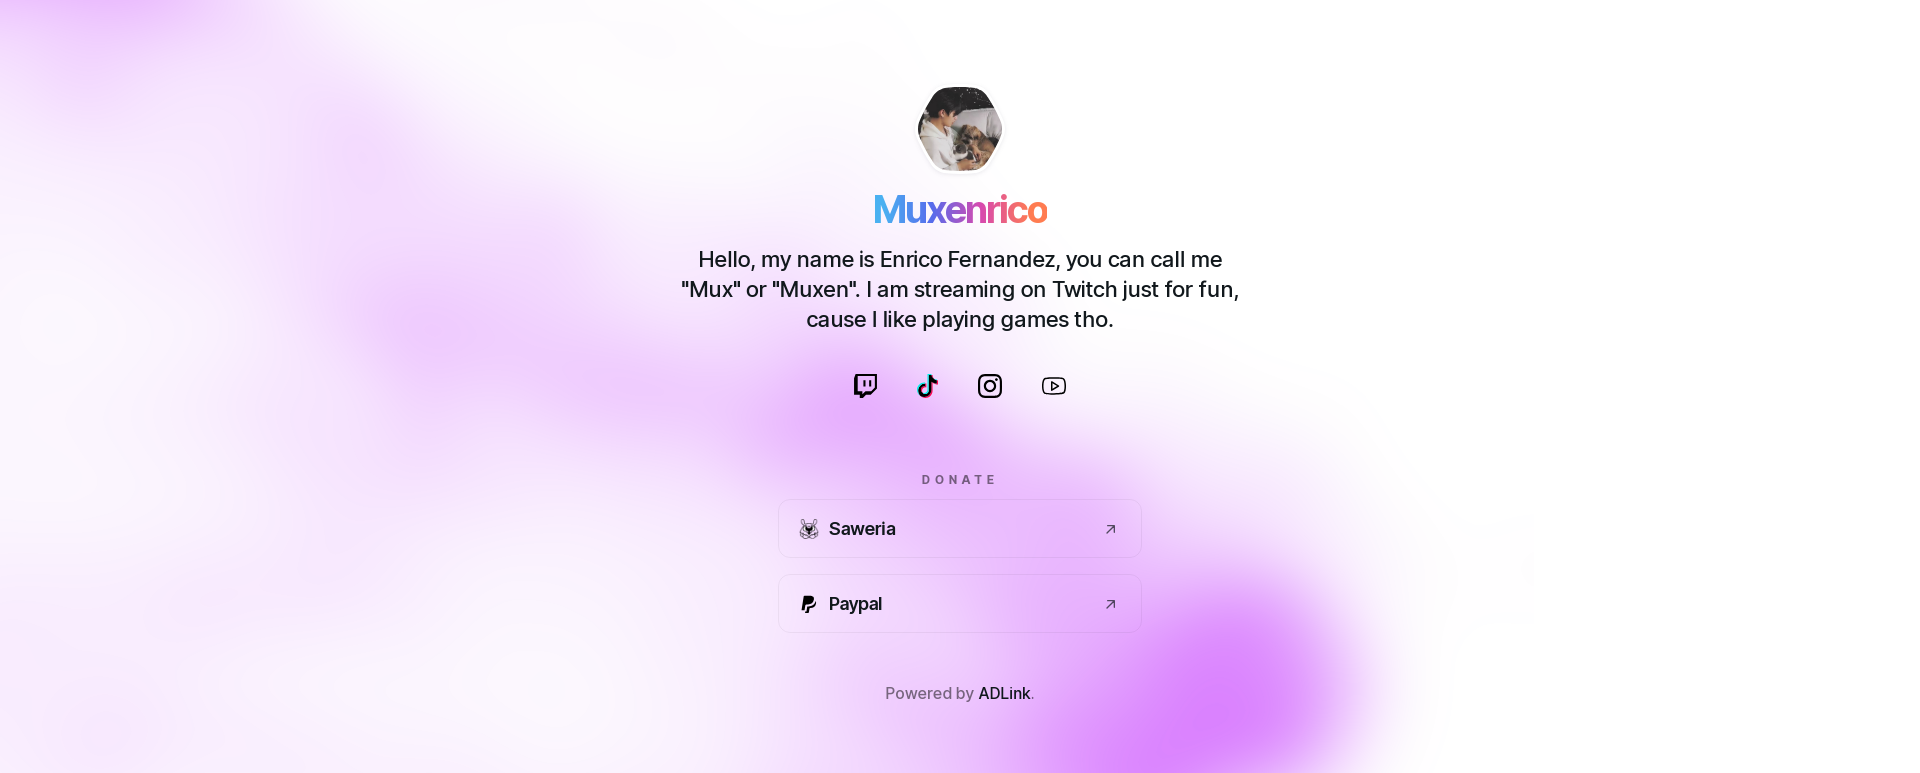 Muxenrico
Hello, my name is Enrico Fernandez, you can call me
"Mux" or "Muxen". I am streaming on Twitch just for fun,
cause I like playing games tho.
DONATE
Saweria
Paypal
Powered by ADLink.